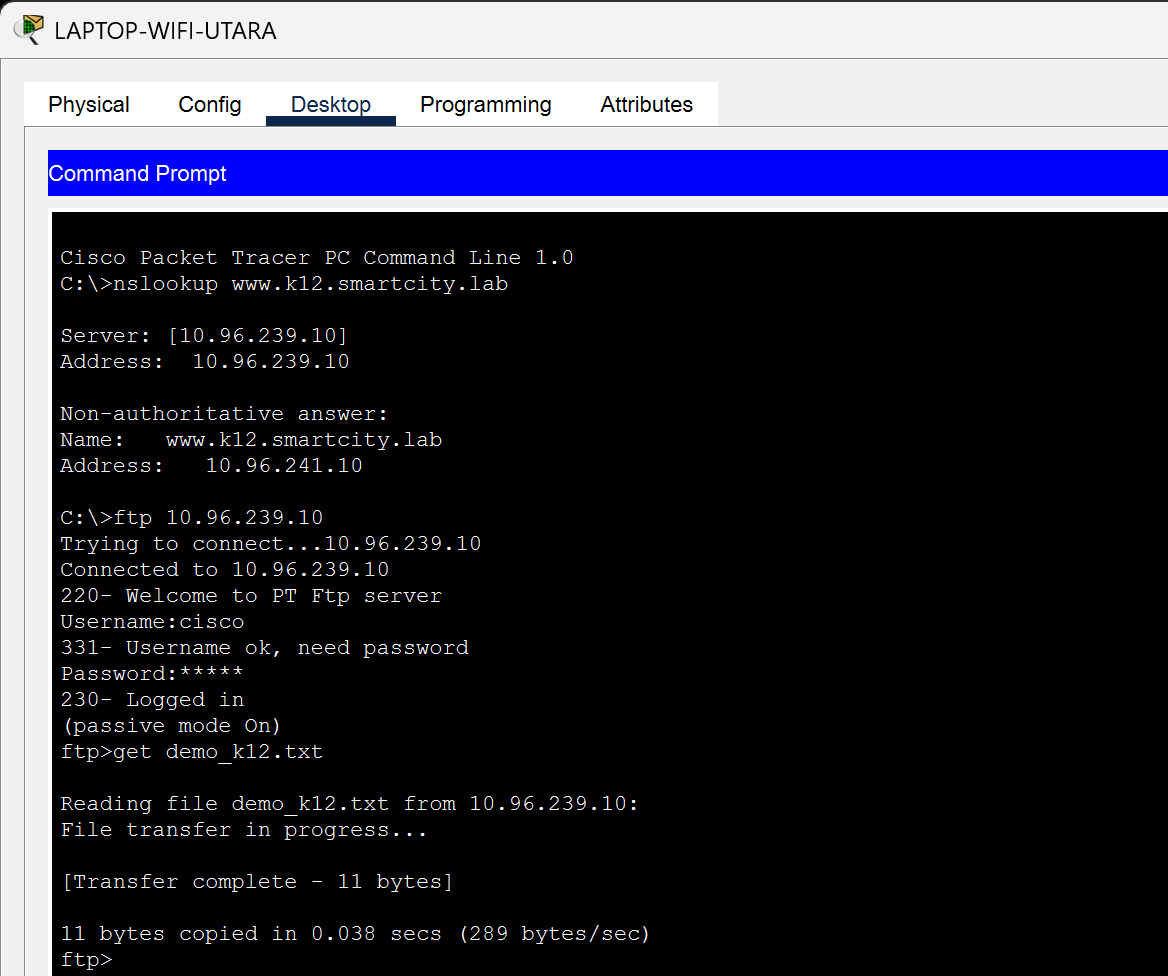 LAPTOP-WIFI-UTARA
Physical Config Desktop Programming Attributes
Command Prompt
Cisco Packet Tracer PC Command Line 1.0
C:\>nslookup www.k12.smartcity.lab
Server: [10.96.239.10]
Address:  10.96.239.10
Non-authoritative answer:
Name:   www.k12.smartcity.lab
Address:   10.96.241.10
C:\>ftp 10.96.239.10
Trying to connect...10.96.239.10
Connected to 10.96.239.10
220- Welcome to PT Ftp server
Username:cisco
331- Username ok, need password
Password:*****
230- Logged in
(passive mode On)
ftp>get demo_k12.txt
Reading file demo_k12.txt from 10.96.239.10:
File transfer in progress...
[Transfer complete - 11 bytes]
11 bytes copied in 0.038 secs (289 bytes/sec)
ftp>